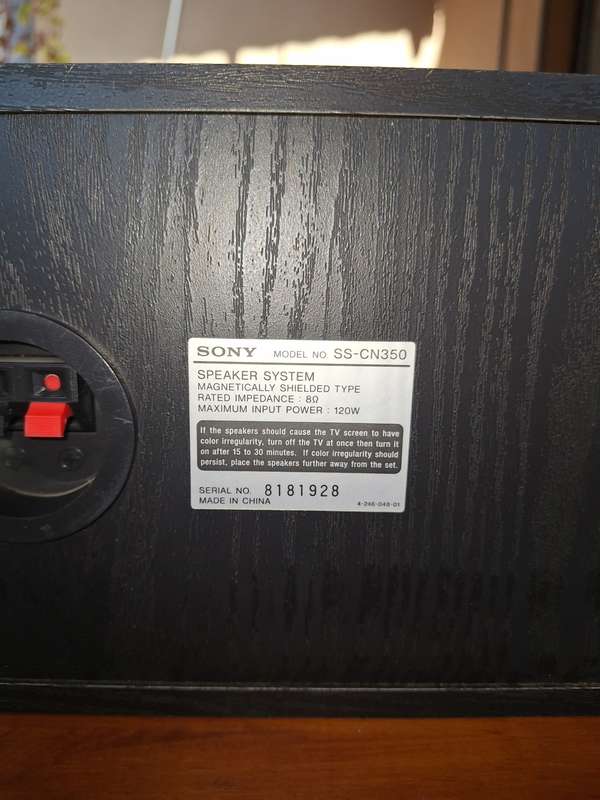 SONY MODEL NO. SS-CN350
SPEAKER SYSTEM
MAGNETICALLY SHIELDED TYPE
RATED IMPEDANCE : 8Ω
MAXIMUM INPUT POWER : 120W
If the speakers should cause the TV screen to have
color irregularity, turn off the TV at once then turn it
on after 15 to 30 minutes. If color irregularity should
persist, place the speakers further away from the set.
SERIAL NO. 8181928
MADE IN CHINA 4-246-048-01